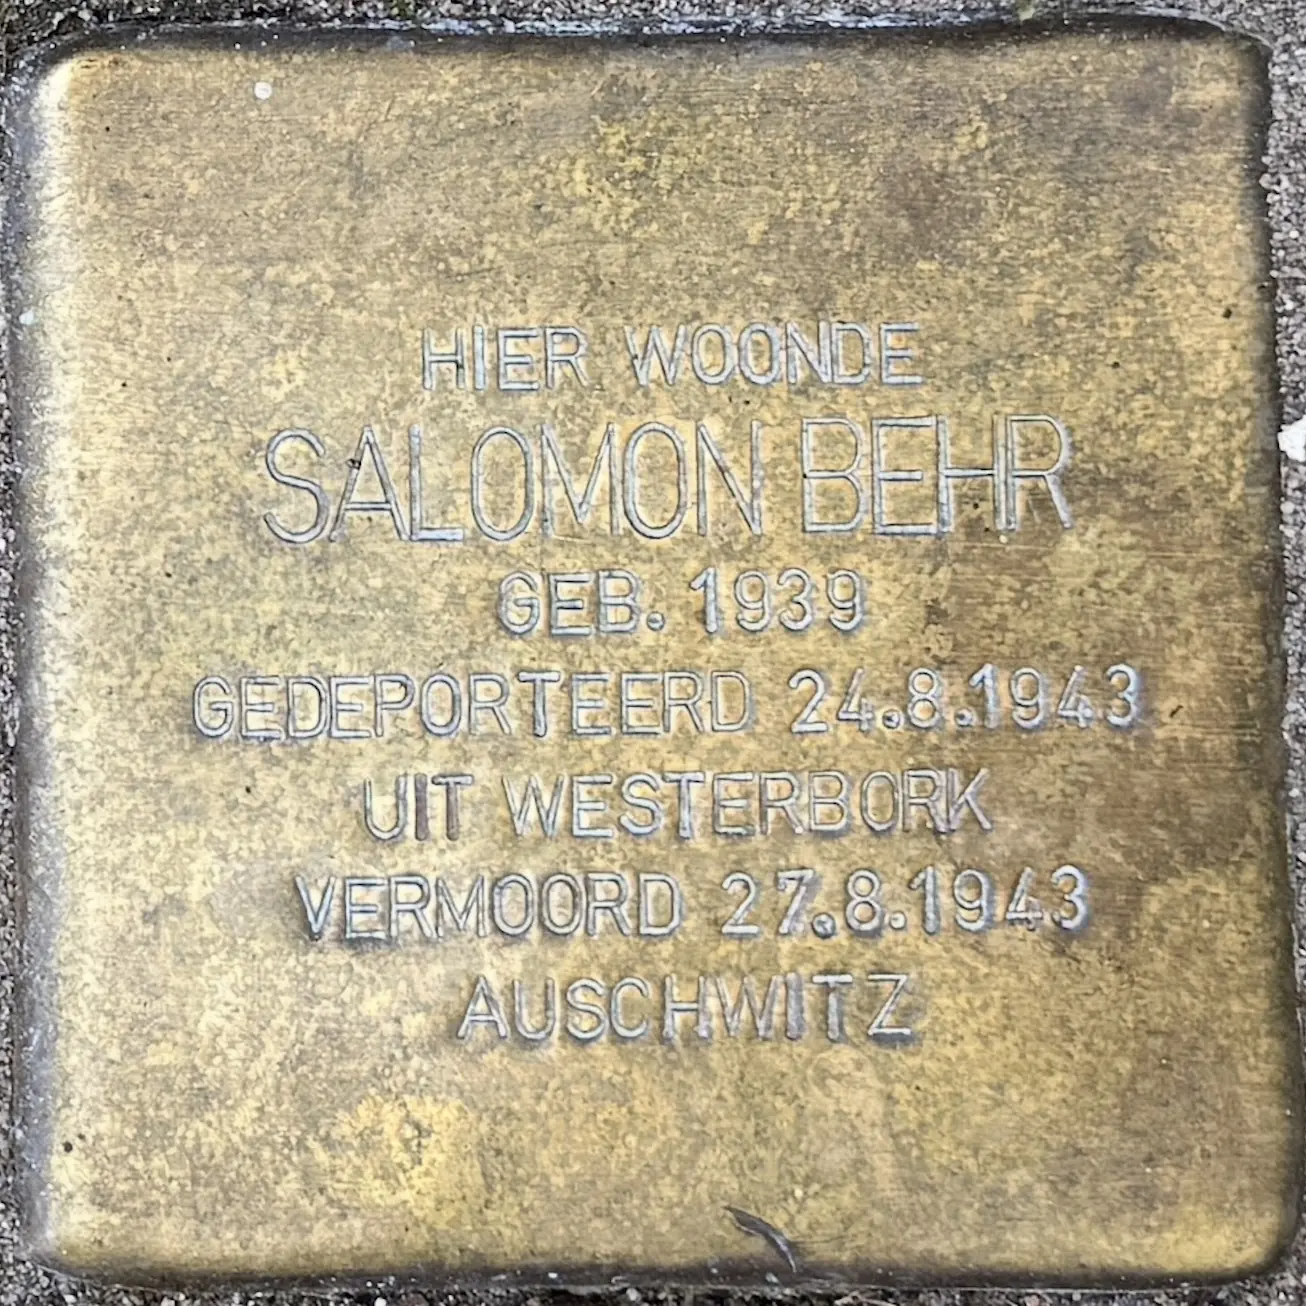 HIER WOONDE
SALOMON BEHR
GEB. 1939
GEDEPORTEERD 24.8.1943
UIT WESTERBORK
VERMOORD 27.8.1943
AUSCHWITZ